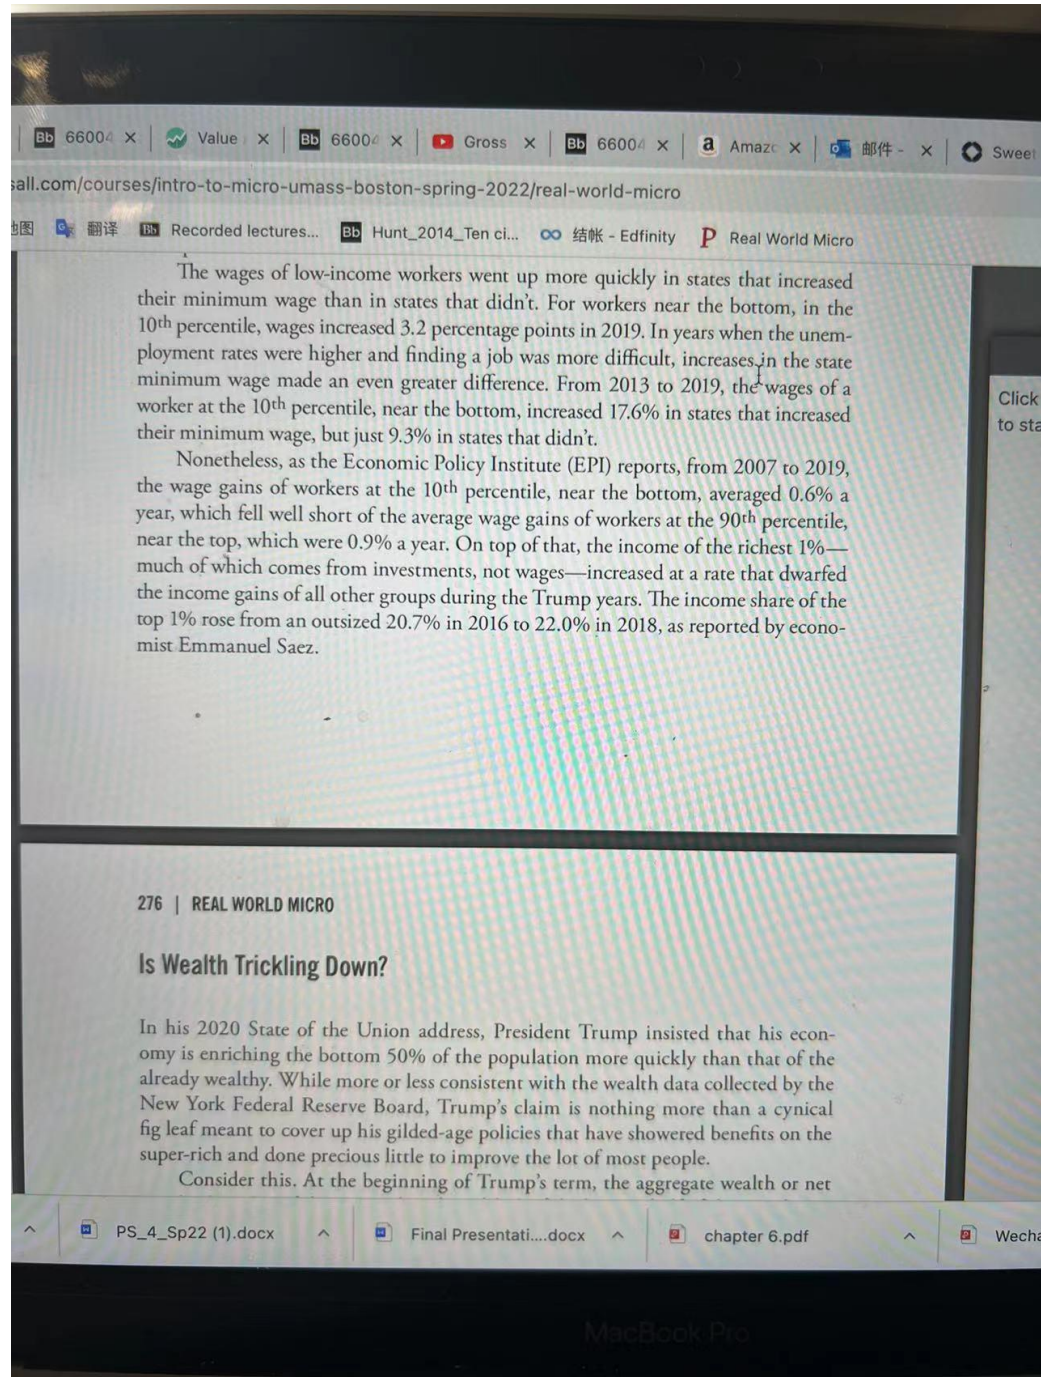 Bb 66004 × Value × Bb 66004 × Gross × Bb 66004 × a Amazo × 邮件 - × Sweet
sall.com/courses/intro-to-micro-umass-boston-spring-2022/real-world-micro
地图 翻译 Bb Recorded lectures... Bb Hunt_2014_Ten ci... 结帐 - Edfinity P Real World Micro
The wages of low-income workers went up more quickly in states that increased
their minimum wage than in states that didn't. For workers near the bottom, in the
10th percentile, wages increased 3.2 percentage points in 2019. In years when the unem-
ployment rates were higher and finding a job was more difficult, increases in the state
minimum wage made an even greater difference. From 2013 to 2019, the wages of a
worker at the 10th percentile, near the bottom, increased 17.6% in states that increased
their minimum wage, but just 9.3% in states that didn't.
Nonetheless, as the Economic Policy Institute (EPI) reports, from 2007 to 2019,
the wage gains of workers at the 10th percentile, near the bottom, averaged 0.6% a
year, which fell well short of the average wage gains of workers at the 90th percentile,
near the top, which were 0.9% a year. On top of that, the income of the richest 1%—
much of which comes from investments, not wages—increased at a rate that dwarfed
the income gains of all other groups during the Trump years. The income share of the
top 1% rose from an outsized 20.7% in 2016 to 22.0% in 2018, as reported by econo-
mist Emmanuel Saez.
Click
to sta
276 | REAL WORLD MICRO
Is Wealth Trickling Down?
In his 2020 State of the Union address, President Trump insisted that his econ-
omy is enriching the bottom 50% of the population more quickly than that of the
already wealthy. While more or less consistent with the wealth data collected by the
New York Federal Reserve Board, Trump's claim is nothing more than a cynical
fig leaf meant to cover up his gilded-age policies that have showered benefits on the
super-rich and done precious little to improve the lot of most people.
Consider this. At the beginning of Trump's term, the aggregate wealth or net
PS_4_Sp22 (1).docx Final Presentati....docx chapter 6.pdf Wecha
MacBook Pro